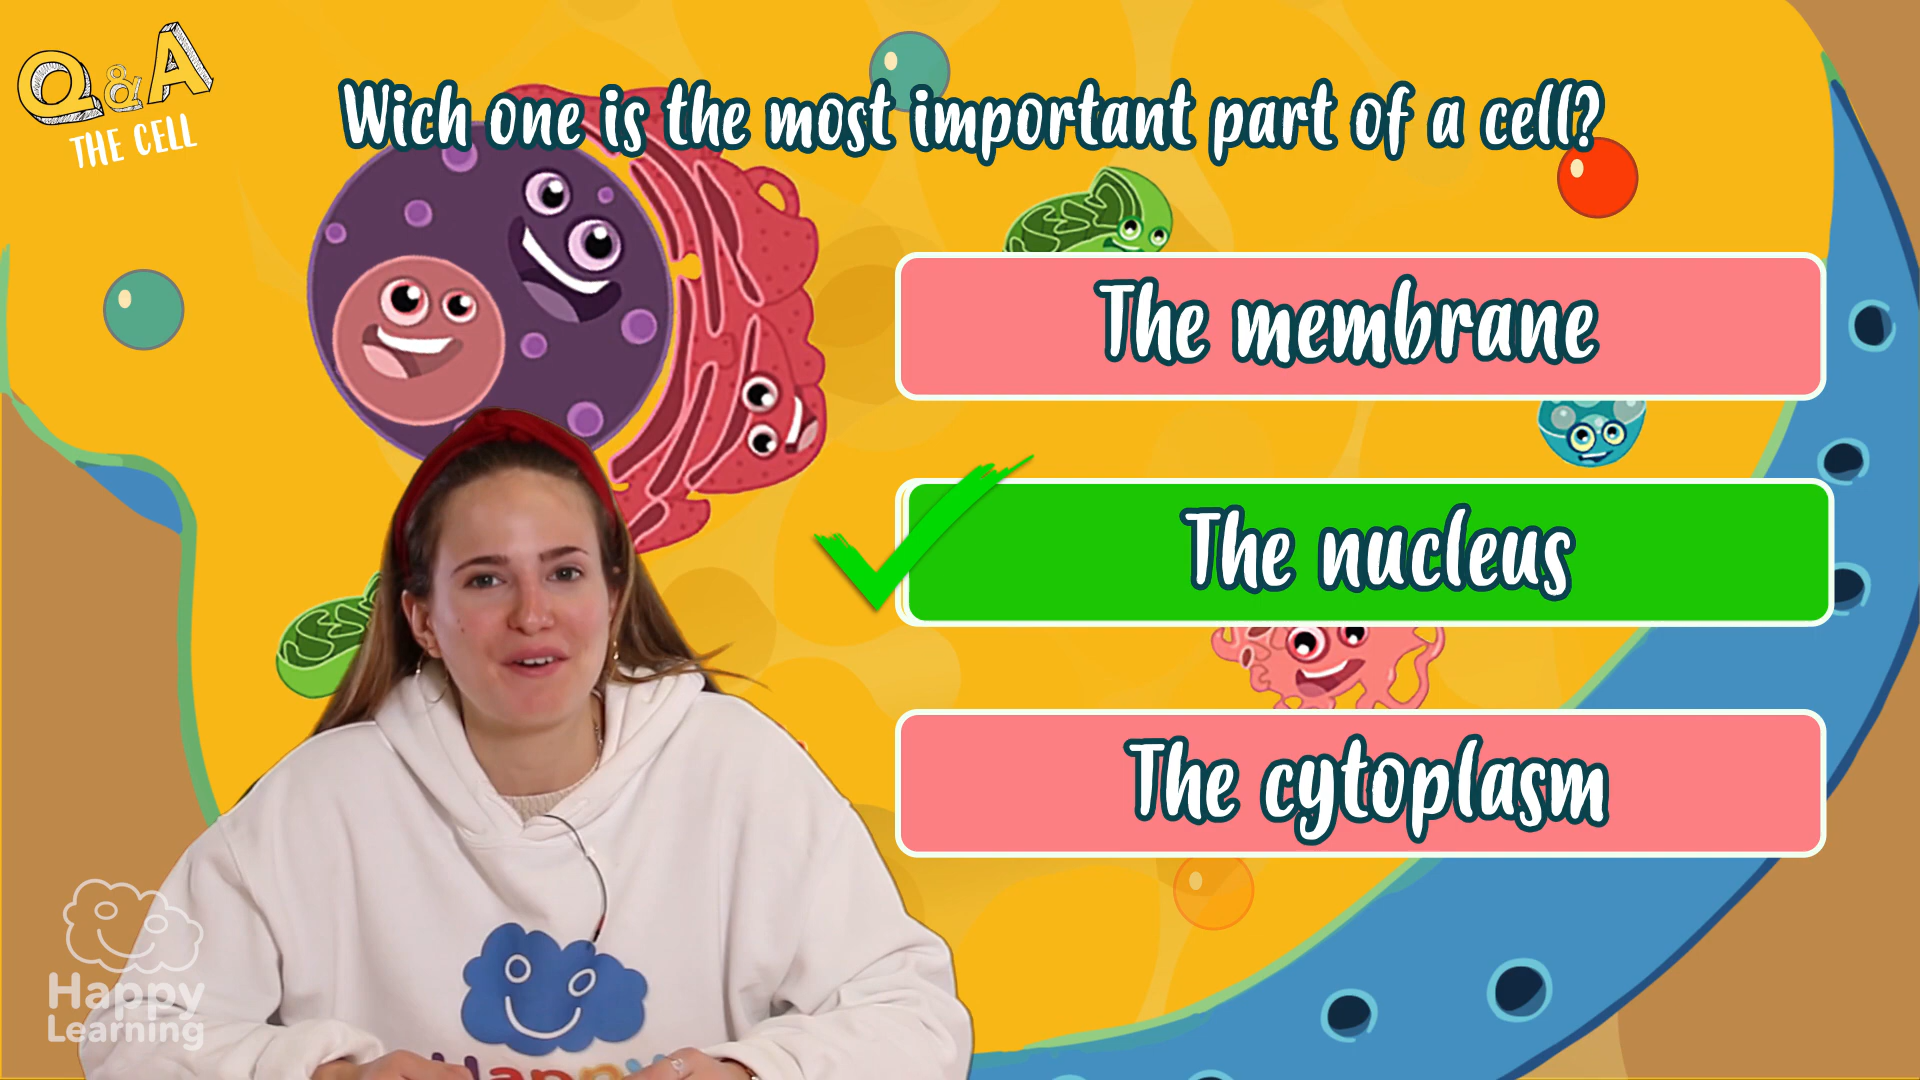 Q&A
THE CELL
Wich one is the most important part of a cell?
The membrane
The nucleus
The cytoplasm
Happy
Learning
Happy